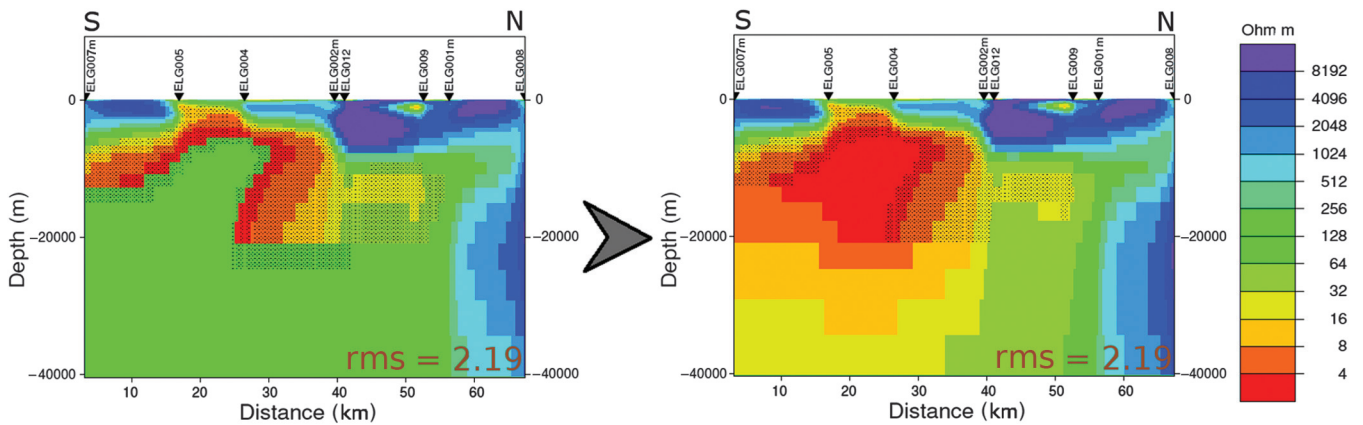 S N
ELG007m ELG005 ELG004 ELG002m ELG012 ELG009 ELG001m ELG008
0 0
Depth (m)
−20000 −20000
rms = 2.19
−40000 −40000
10 20 30 40 50 60
Distance (km)
S N
ELG007m ELG005 ELG004 ELG002m ELG012 ELG009 ELG001m ELG008
0 0
Depth (m)
−20000 −20000
rms = 2.19
−40000 −40000
10 20 30 40 50 60
Distance (km)
Ohm m
8192
4096
2048
1024
512
256
128
64
32
16
8
4